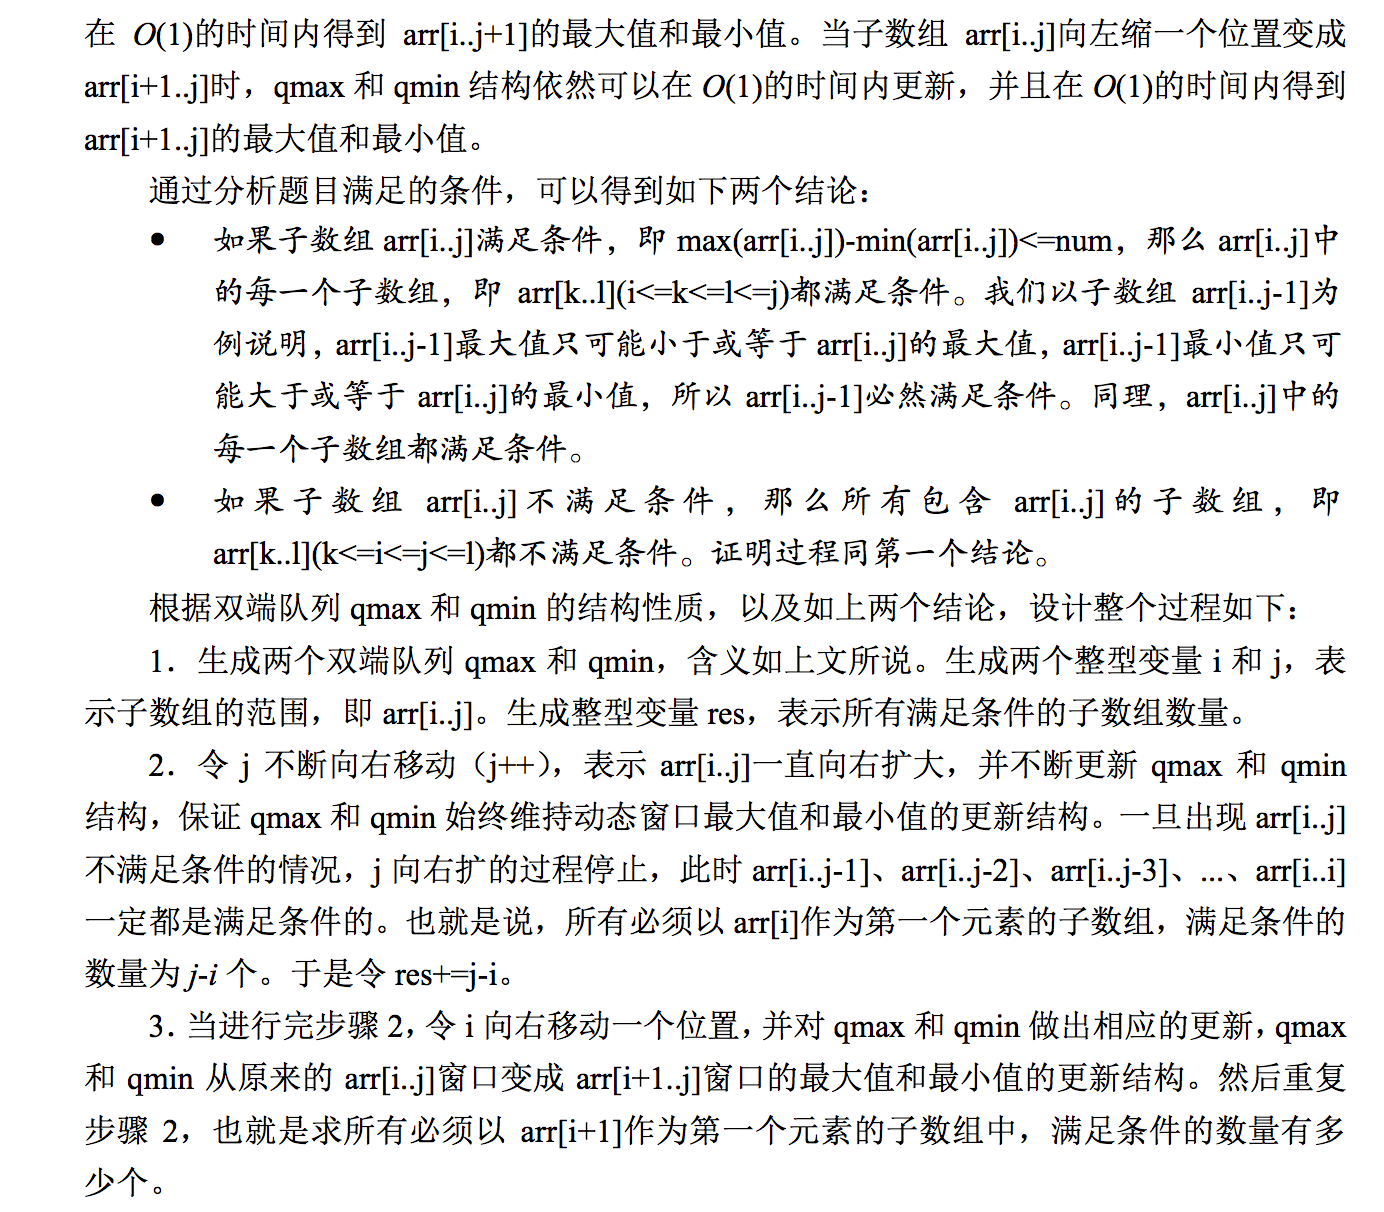 在 O(1)的时间内得到 arr[i..j+1]的最大值和最小值。当子数组 arr[i..j]向左缩一个位置变成
arr[i+1..j]时，qmax 和 qmin 结构依然可以在 O(1)的时间内更新，并且在 O(1)的时间内得到
arr[i+1..j]的最大值和最小值。
通过分析题目满足的条件，可以得到如下两个结论：
● 如果子数组 arr[i..j]满足条件，即 max(arr[i..j])-min(arr[i..j])<=num，那么 arr[i..j]中
的每一个子数组，即 arr[k..l](i<=k<=l<=j)都满足条件。我们以子数组 arr[i..j-1]为
例说明，arr[i..j-1]最大值只可能小于或等于 arr[i..j]的最大值，arr[i..j-1]最小值只可
能大于或等于 arr[i..j]的最小值，所以 arr[i..j-1]必然满足条件。同理，arr[i..j]中的
每一个子数组都满足条件。
● 如果子数组 arr[i..j]不满足条件，那么所有包含 arr[i..j]的子数组，即
arr[k..l](k<=i<=j<=l)都不满足条件。证明过程同第一个结论。
根据双端队列 qmax 和 qmin 的结构性质，以及如上两个结论，设计整个过程如下：
1．生成两个双端队列 qmax 和 qmin，含义如上文所说。生成两个整型变量 i 和 j，表
示子数组的范围，即 arr[i..j]。生成整型变量 res，表示所有满足条件的子数组数量。
2．令 j 不断向右移动（j++），表示 arr[i..j]一直向右扩大，并不断更新 qmax 和 qmin
结构，保证 qmax 和 qmin 始终维持动态窗口最大值和最小值的更新结构。一旦出现 arr[i..j]
不满足条件的情况，j 向右扩的过程停止，此时 arr[i..j-1]、arr[i..j-2]、arr[i..j-3]、...、arr[i..i]
一定都是满足条件的。也就是说，所有必须以 arr[i]作为第一个元素的子数组，满足条件的
数量为 j-i 个。于是令 res+=j-i。
3．当进行完步骤 2，令 i 向右移动一个位置，并对 qmax 和 qmin 做出相应的更新，qmax
和 qmin 从原来的 arr[i..j]窗口变成 arr[i+1..j]窗口的最大值和最小值的更新结构。然后重复
步骤 2，也就是求所有必须以 arr[i+1]作为第一个元素的子数组中，满足条件的数量有多
少个。